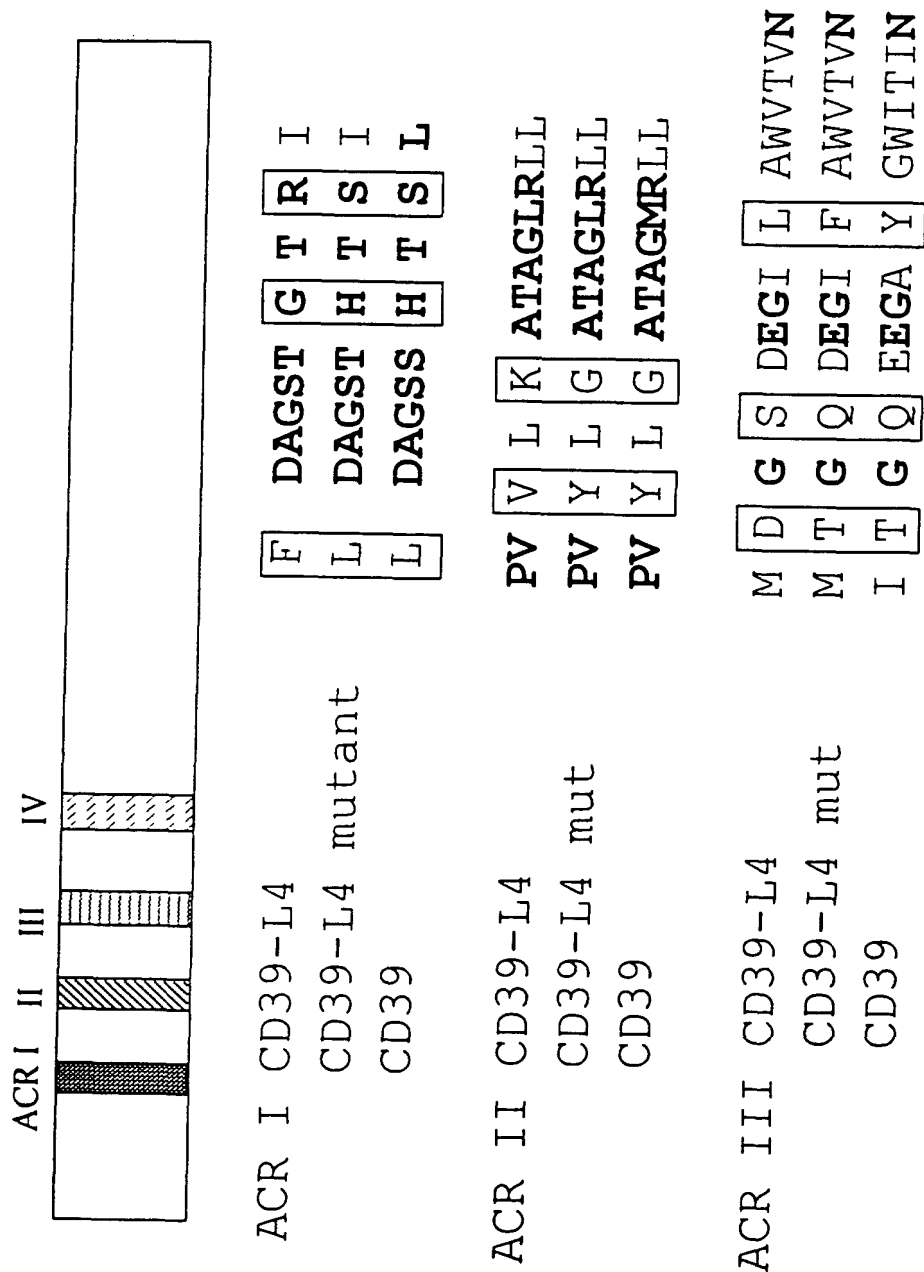 ACR I II III IV
ACR I CD39-L4 F DAGST G T R I
CD39-L4 mutant L DAGST H T S I
CD39 L DAGSS H T S L
ACR II CD39-L4 PV V L K ATAGLRLL
CD39-L4 mut PV Y L G ATAGLRLL
CD39 PV Y L G ATAGMRLL
ACR III CD39-L4 M D G S DEGI L AWVTVN
CD39-L4 mut M T G Q DEGI F AWVTVN
CD39 I T G Q EEGA Y GWITIN